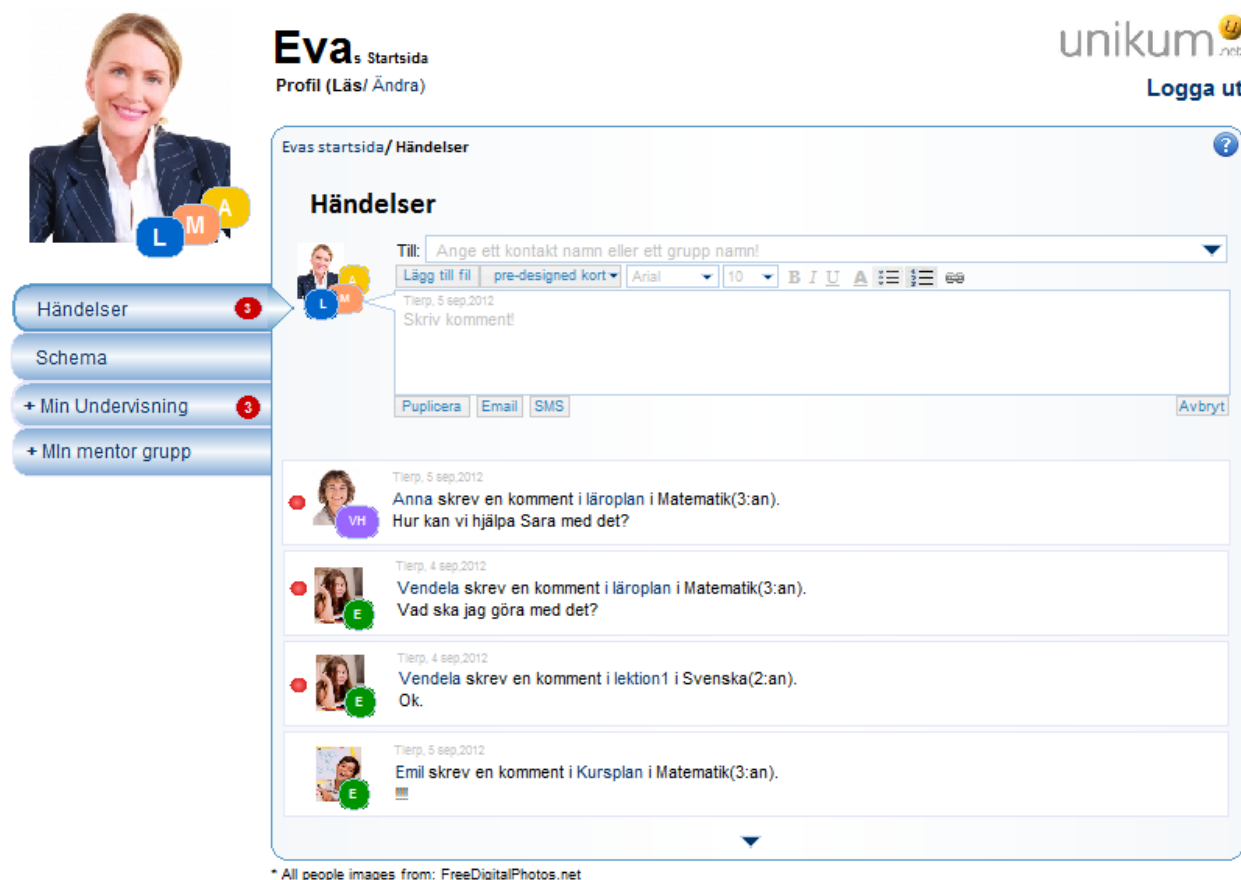 Evas Startsida
Profil (Läs/ Ändra)
unikum.net
Logga ut
L M A
Evas startsida/ Händelser
?
Händelser
Händelser 3
Schema
+ Min Undervisning 3
+ MIn mentor grupp
L M A
Till: Ange ett kontakt namn eller ett grupp namn!
Lägg till fil pre-designed kort Arial 10 B I U A
Tierp, 5 sep,2012
Skriv komment!
Puplicera Email SMS Avbryt
Tierp, 5 sep,2012
Anna skrev en komment i läroplan i Matematik(3:an).
Hur kan vi hjälpa Sara med det?
VH
Tierp, 4 sep,2012
Vendela skrev en komment i läroplan i Matematik(3:an).
Vad ska jag göra med det?
E
Tierp, 4 sep,2012
Vendela skrev en komment i lektion1 i Svenska(2:an).
Ok.
E
Tierp, 5 sep,2012
Emil skrev en komment i Kursplan i Matematik(3:an).
E
* All people images from: FreeDigitalPhotos.net